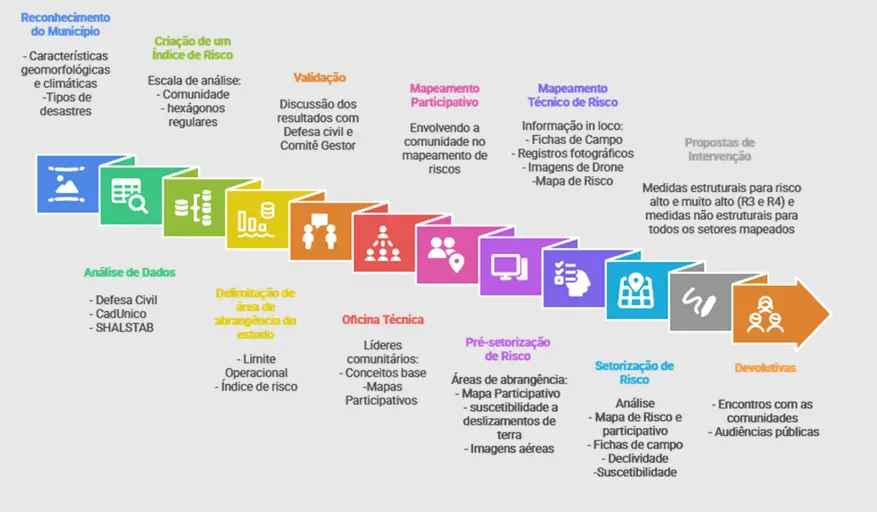 Reconhecimento
do Município
- Características
geomorfológicas
e climáticas
-Tipos de
desastres
Análise de Dados
- Defesa Civil
- CadUnico
- SHALSTAB
Criação de um
Índice de Risco
Escala de análise:
- Comunidade
- hexágonos
regulares
Delimitação de
área de
abrangência do
estudo
- Limite
Operacional
- Índice de risco
Validação
Discussão dos
resultados com
Defesa civil e
Comitê Gestor
Oficina Técnica
Líderes
comunitários:
- Conceitos base
-Mapas
Participativos
Mapeamento
Participativo
Envolvendo a
comunidade no
mapeamento de
riscos
Pré-setorização
de Risco
Áreas de abrangência:
- Mapa Participativo
- suscetibilidade a
deslizamentos de
terra
- Imagens aéreas
Mapeamento
Técnico de Risco
Informação in loco:
- Fichas de Campo
- Registros fotográficos
- Imagens de Drone
-Mapa de Risco
Setorização de
Risco
Análise
- Mapa de Risco e
participativo
- Fichas de campo
- Declividade
-Suscetibilidade
Propostas de
Intervenção
Medidas estruturais para risco
alto e muito alto (R3 e R4) e
medidas não estruturais para
todos os setores mapeados
Devolutivas
- Encontros com as
comunidades
- Audiências públicas